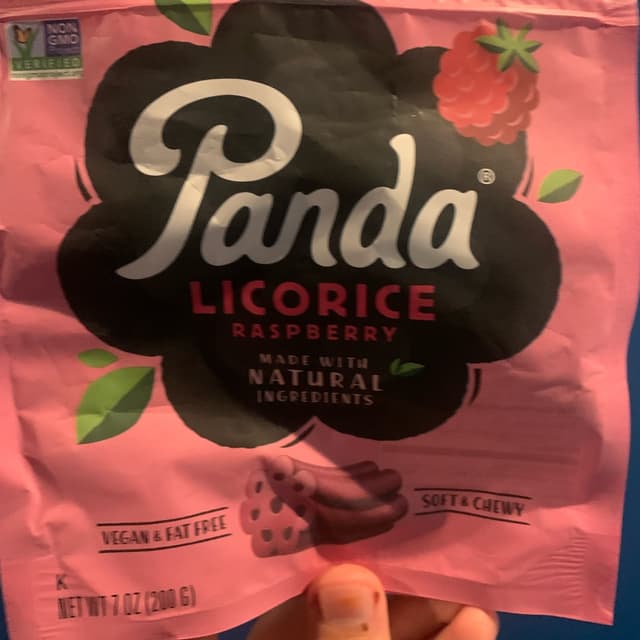 NON
GMO
VERIFIED
Panda®
LICORICE
RASPBERRY
MADE WITH
NATURAL
INGREDIENTS
SOFT & CHEWY
VEGAN & FAT FREE
K
NET WT 7 OZ (200 G)